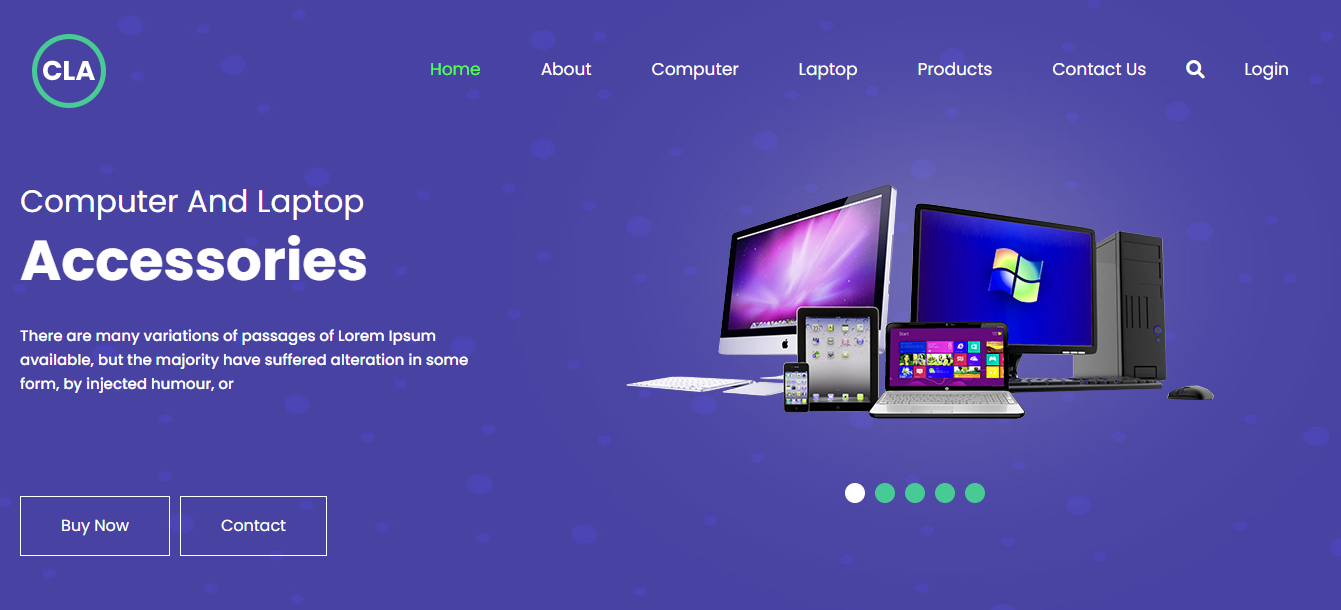 CLA
Home About Computer Laptop Products Contact Us Login
Computer And Laptop
Accessories
There are many variations of passages of Lorem Ipsum
available, but the majority have suffered alteration in some
form, by injected humour, or
Start
Buy Now Contact